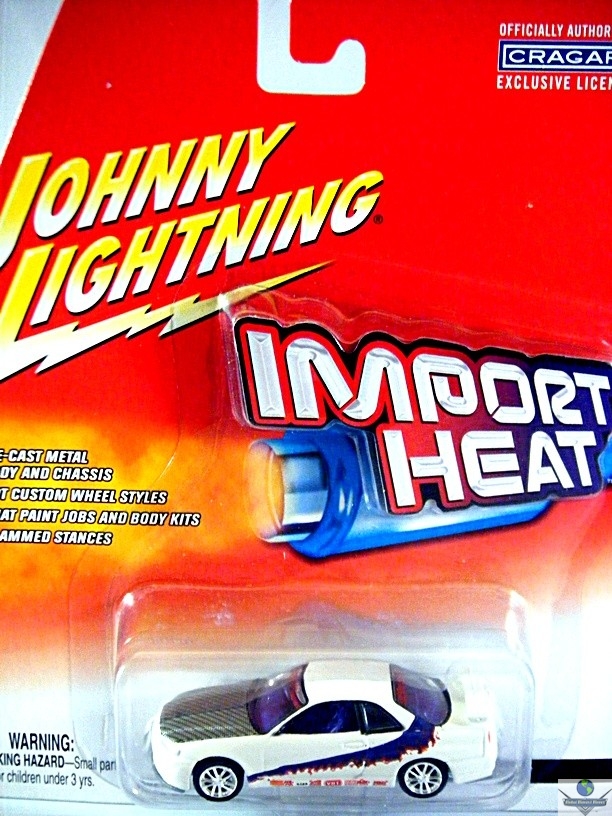 OFFICIALLY AUTHOR
CRAGAR
EXCLUSIVE LICEN
JOHNNY
LIGHTNING®
IMPORT
HEAT
E-CAST METAL
DY AND CHASSIS
T CUSTOM WHEEL STYLES
AT PAINT JOBS AND BODY KITS
AMMED STANCES
WARNING:
KING HAZARD—Small par
r children under 3 yrs.